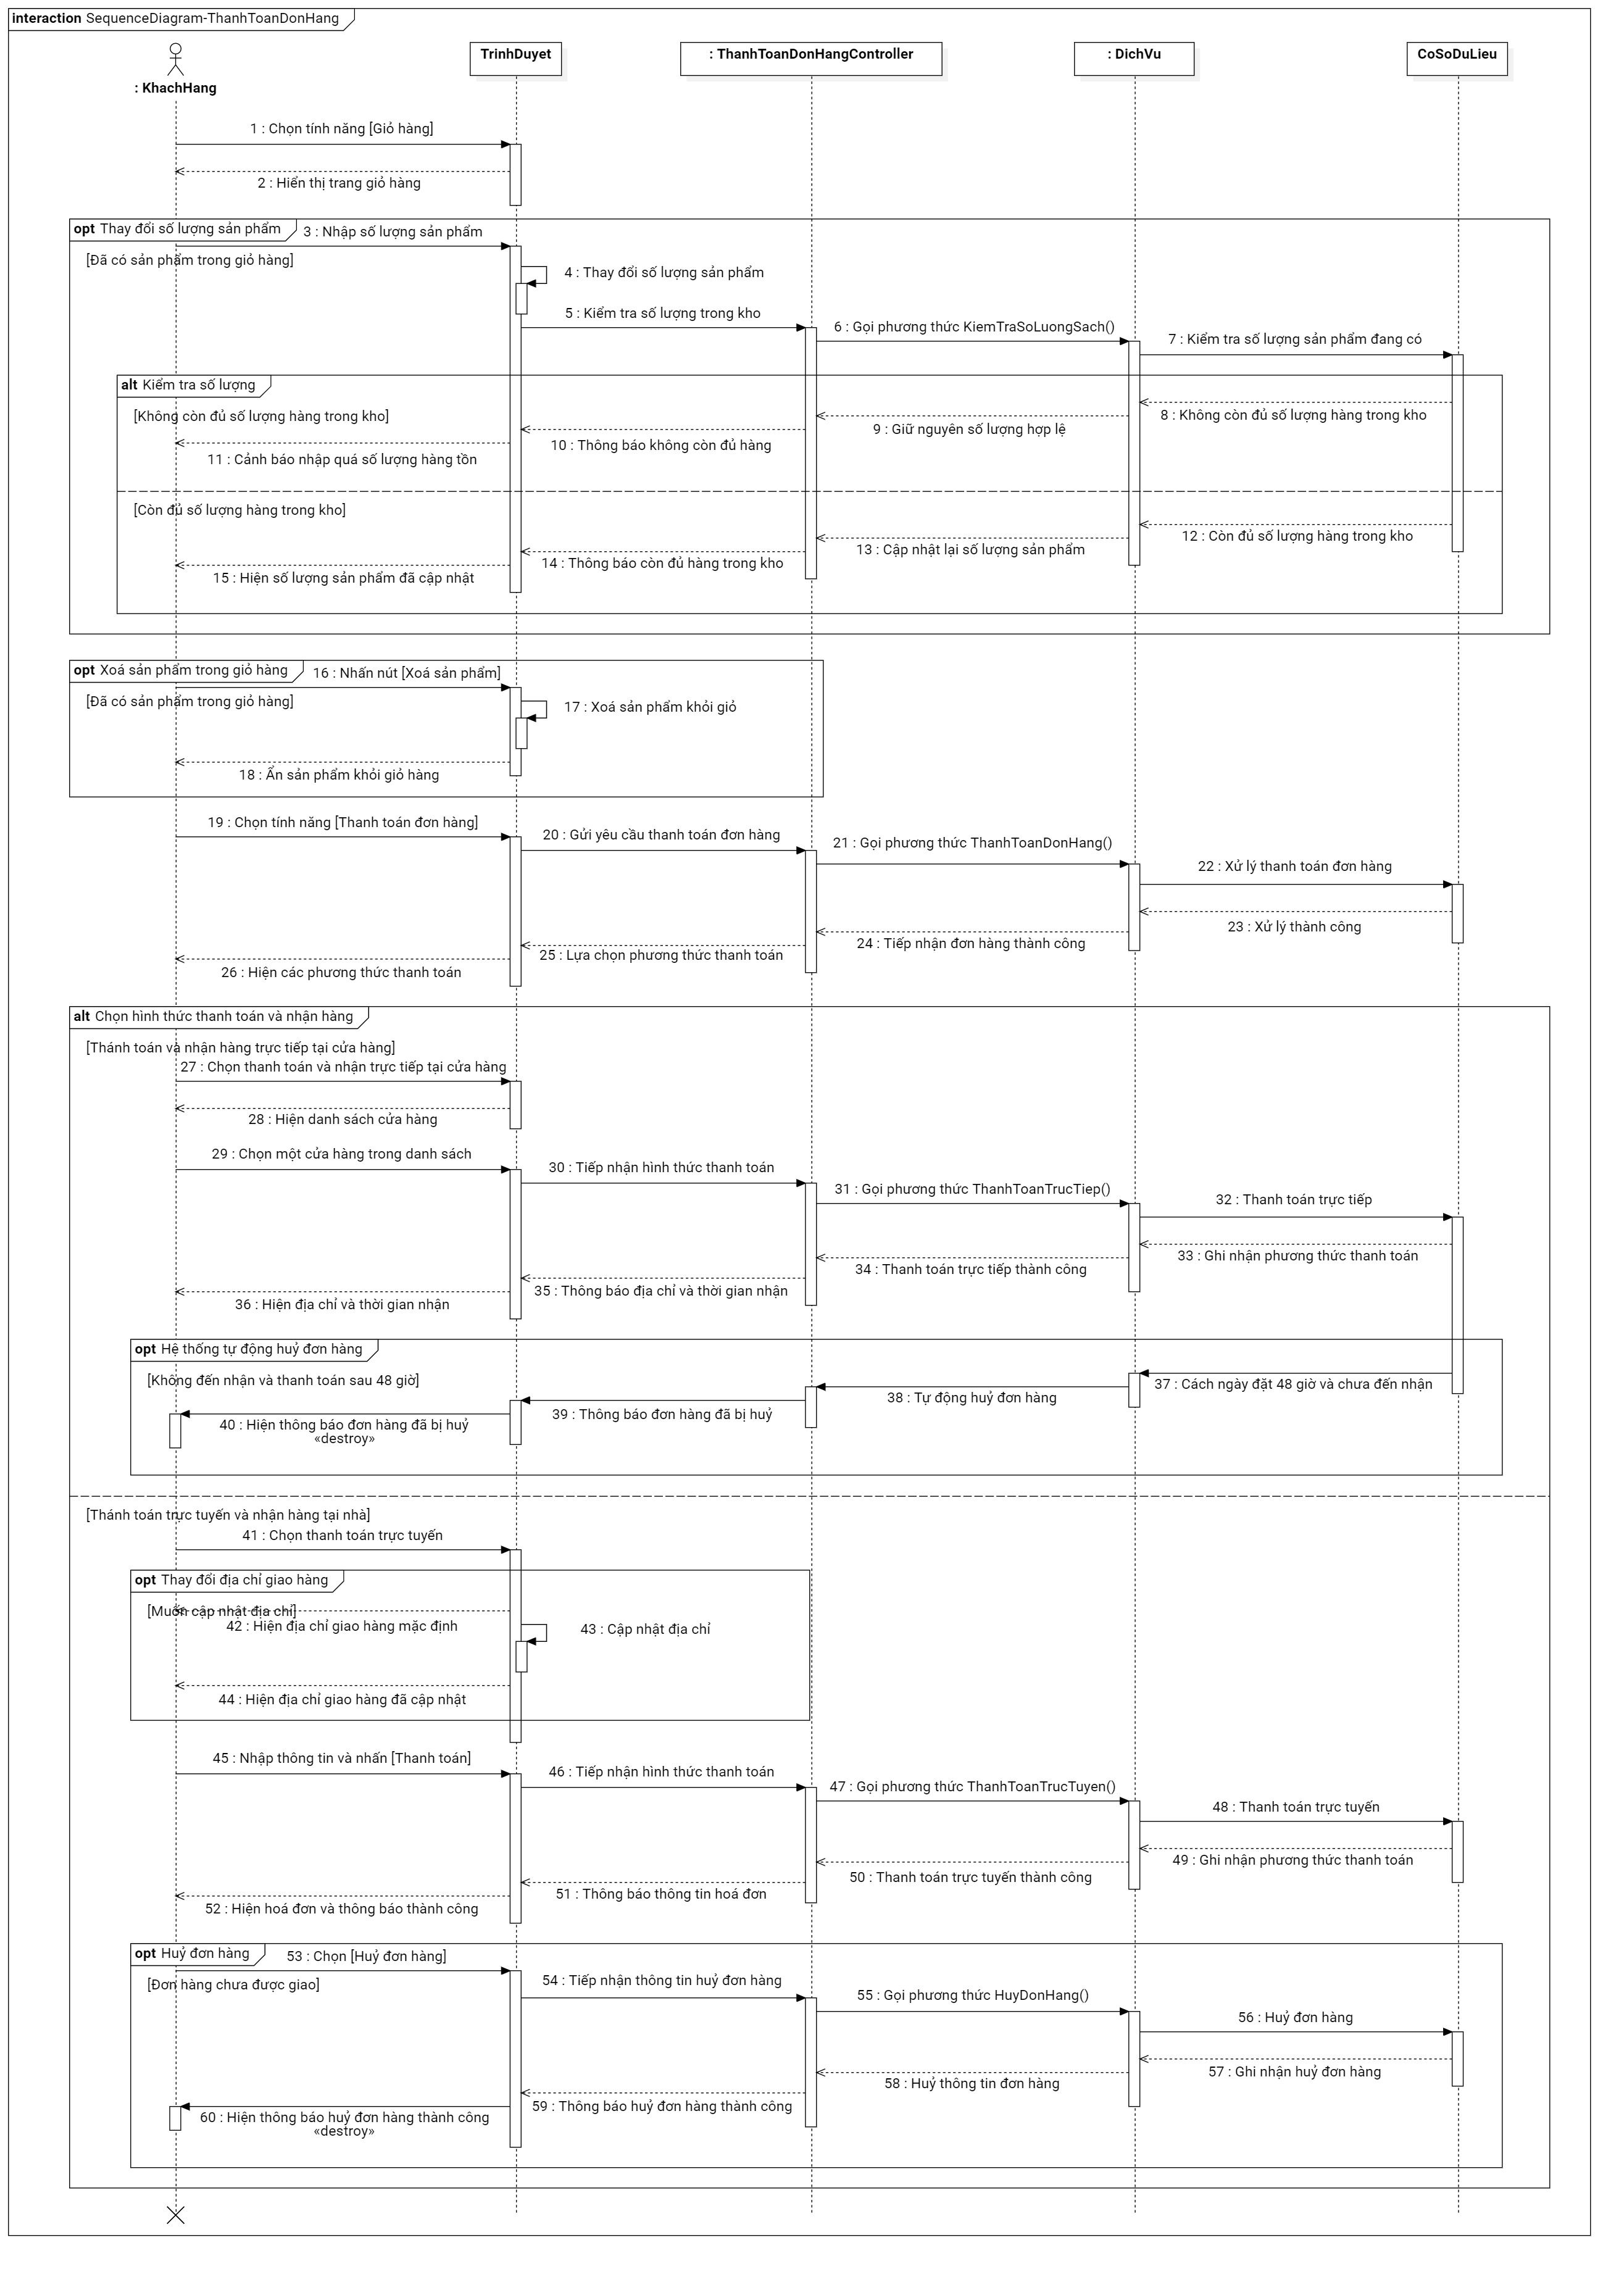 interaction SequenceDiagram-ThanhToanDonHang
: KhachHang
TrinhDuyet
: ThanhToanDonHangController
: DichVu
CoSoDuLieu
1 : Chọn tính năng [Giỏ hàng]
2 : Hiển thị trang giỏ hàng
opt Thay đổi số lượng sản phẩm
3 : Nhập số lượng sản phẩm
[Đã có sản phẩm trong giỏ hàng]
4 : Thay đổi số lượng sản phẩm
5 : Kiểm tra số lượng trong kho
6 : Gọi phương thức KiemTraSoLuongSach()
7 : Kiểm tra số lượng sản phẩm đang có
alt Kiểm tra số lượng
[Không còn đủ số lượng hàng trong kho]
8 : Không còn đủ số lượng hàng trong kho
9 : Giữ nguyên số lượng hợp lệ
10 : Thông báo không còn đủ hàng
11 : Cảnh báo nhập quá số lượng hàng tồn
[Còn đủ số lượng hàng trong kho]
12 : Còn đủ số lượng hàng trong kho
13 : Cập nhật lại số lượng sản phẩm
14 : Thông báo còn đủ hàng trong kho
15 : Hiện số lượng sản phẩm đã cập nhật
opt Xoá sản phẩm trong giỏ hàng
16 : Nhấn nút [Xoá sản phẩm]
[Đã có sản phẩm trong giỏ hàng]
17 : Xoá sản phẩm khỏi giỏ
18 : Ẩn sản phẩm khỏi giỏ hàng
19 : Chọn tính năng [Thanh toán đơn hàng]
20 : Gửi yêu cầu thanh toán đơn hàng
21 : Gọi phương thức ThanhToanDonHang()
22 : Xử lý thanh toán đơn hàng
23 : Xử lý thành công
24 : Tiếp nhận đơn hàng thành công
25 : Lựa chọn phương thức thanh toán
26 : Hiện các phương thức thanh toán
alt Chọn hình thức thanh toán và nhận hàng
[Thánh toán và nhận hàng trực tiếp tại cửa hàng]
27 : Chọn thanh toán và nhận trực tiếp tại cửa hàng
28 : Hiện danh sách cửa hàng
29 : Chọn một cửa hàng trong danh sách
30 : Tiếp nhận hình thức thanh toán
31 : Gọi phương thức ThanhToanTrucTiep()
32 : Thanh toán trực tiếp
33 : Ghi nhận phương thức thanh toán
34 : Thanh toán trực tiếp thành công
35 : Thông báo địa chỉ và thời gian nhận
36 : Hiện địa chỉ và thời gian nhận
opt Hệ thống tự động huỷ đơn hàng
[Không đến nhận và thanh toán sau 48 giờ]
37 : Cách ngày đặt 48 giờ và chưa đến nhận
38 : Tự động huỷ đơn hàng
39 : Thông báo đơn hàng đã bị huỷ
40 : Hiện thông báo đơn hàng đã bị huỷ
«destroy»
[Thánh toán trực tuyến và nhận hàng tại nhà]
41 : Chọn thanh toán trực tuyến
opt Thay đổi địa chỉ giao hàng
[Muốn cập nhật địa chỉ]
42 : Hiện địa chỉ giao hàng mặc định
43 : Cập nhật địa chỉ
44 : Hiện địa chỉ giao hàng đã cập nhật
45 : Nhập thông tin và nhấn [Thanh toán]
46 : Tiếp nhận hình thức thanh toán
47 : Gọi phương thức ThanhToanTrucTuyen()
48 : Thanh toán trực tuyến
49 : Ghi nhận phương thức thanh toán
50 : Thanh toán trực tuyến thành công
51 : Thông báo thông tin hoá đơn
52 : Hiện hoá đơn và thông báo thành công
opt Huỷ đơn hàng
53 : Chọn [Huỷ đơn hàng]
[Đơn hàng chưa được giao]
54 : Tiếp nhận thông tin huỷ đơn hàng
55 : Gọi phương thức HuyDonHang()
56 : Huỷ đơn hàng
57 : Ghi nhận huỷ đơn hàng
58 : Huỷ thông tin đơn hàng
59 : Thông báo huỷ đơn hàng thành công
60 : Hiện thông báo huỷ đơn hàng thành công
«destroy»